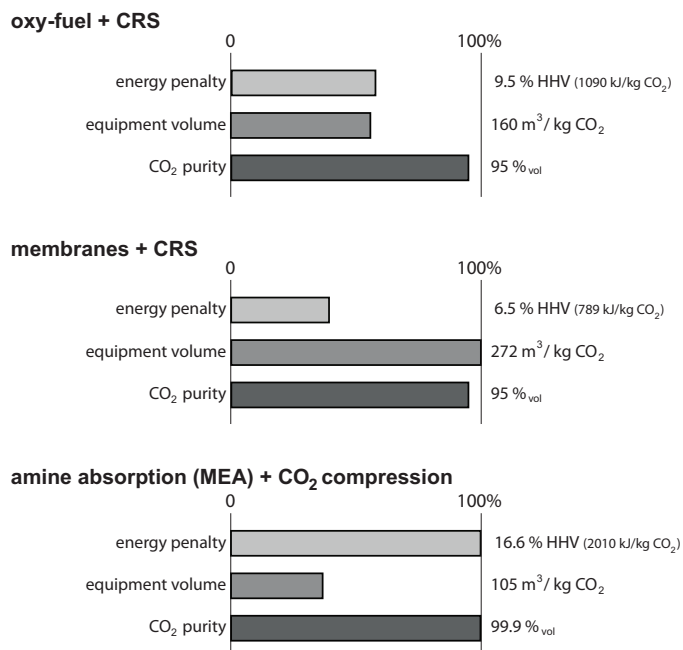 oxy-fuel + CRS
0 100%
energy penalty 9.5 % HHV (1090 kJ/kg CO₂)
equipment volume 160 m³/ kg CO₂
CO₂ purity 95 % vol
membranes + CRS
0 100%
energy penalty 6.5 % HHV (789 kJ/kg CO₂)
equipment volume 272 m³/ kg CO₂
CO₂ purity 95 % vol
amine absorption (MEA) + CO₂ compression
0 100%
energy penalty 16.6 % HHV (2010 kJ/kg CO₂)
equipment volume 105 m³/ kg CO₂
CO₂ purity 99.9 % vol